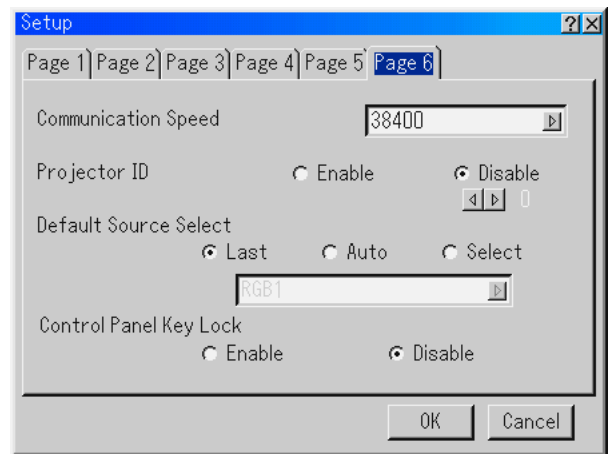 Setup
Page 1 Page 2 Page 3 Page 4 Page 5 Page 6
Communication Speed 38400
Projector ID Enable Disable
0
Default Source Select
Last Auto Select
RGB1
Control Panel Key Lock
Enable Disable
OK Cancel